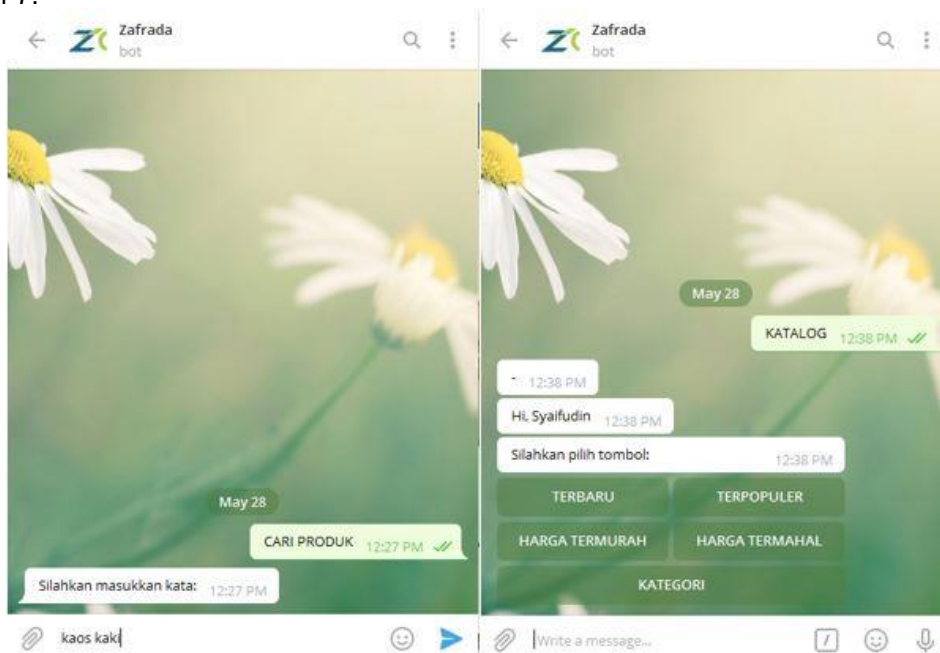 Zafrada
bot
May 28
CARI PRODUK 12:27 PM
Silahkan masukkan kata: 12:27 PM
kaos kaki
Zafrada
bot
May 28
KATALOG 12:38 PM
- 12:38 PM
Hi, Syaifudin 12:38 PM
Silahkan pilih tombol: 12:38 PM
TERBARU TERPOPULER
HARGA TERMURAH HARGA TERMAHAL
KATEGORI
Write a message...